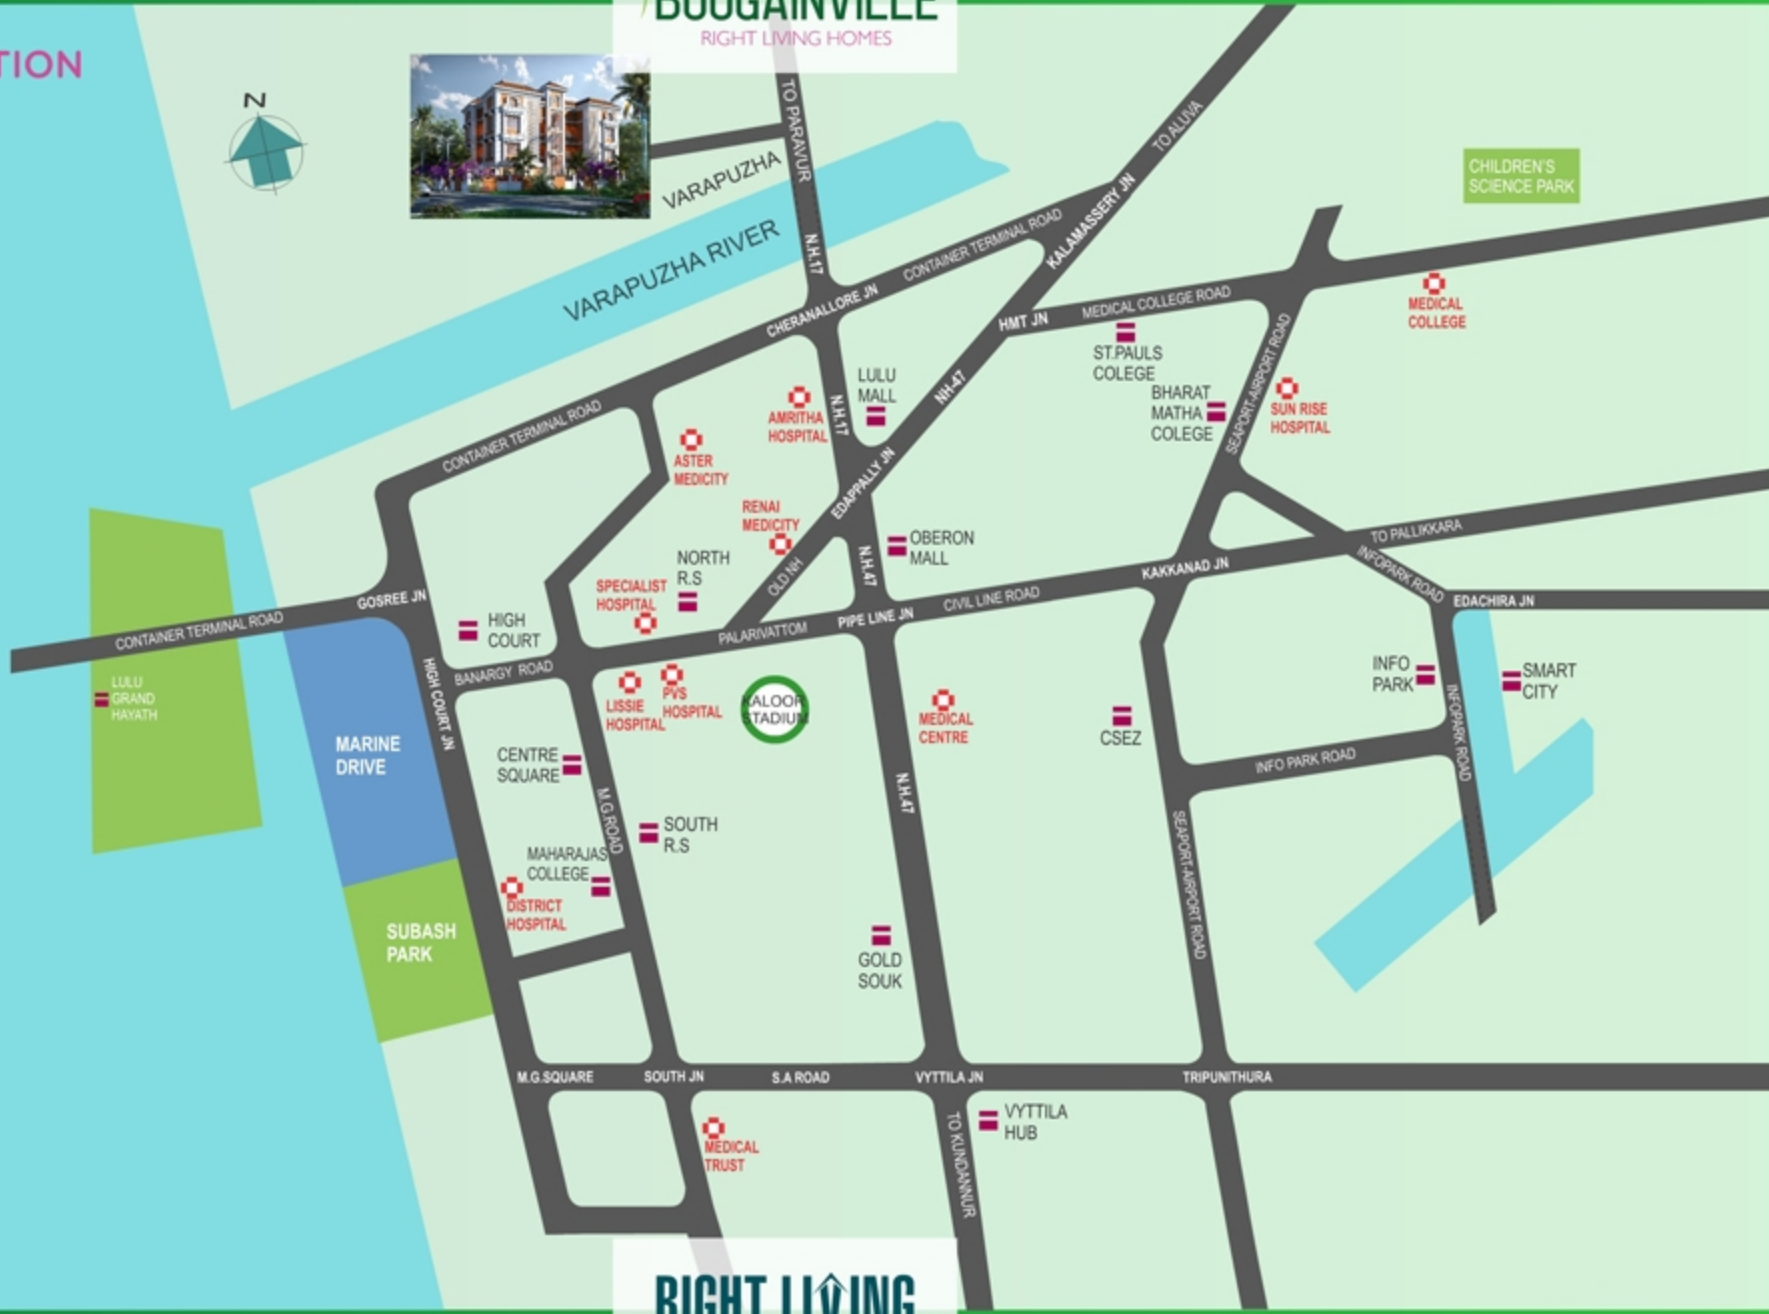 BOUGAINVILLE
RIGHT LIVING HOMES
TION
N
TO PARAVUR
VARAPUZHA
VARAPUZHA RIVER
N.H.17
TO ALUVA
KALAMASSERY JN
CONTAINER TERMINAL ROAD
CHERANALLORE JN
CHILDREN'S
SCIENCE PARK
HMT JN
MEDICAL COLLEGE ROAD
MEDICAL
COLLEGE
ST.PAULS
COLEGE
BHARAT
MATHA
COLEGE
SEAPORT-AIRPORT ROAD
SUN RISE
HOSPITAL
LULU
MALL
NH-47
N.H.17
AMRITHA
HOSPITAL
CONTAINER TERMINAL ROAD
ASTER
MEDICITY
EDAPPALLY JN
RENAI
MEDICITY
OLD NH
NORTH
R.S
SPECIALIST
HOSPITAL
OBERON
MALL
N.H.47
KAKKANAD JN
TO PALLIKKARA
INFOPARK ROAD
EDACHIRA JN
CIVIL LINE ROAD
PIPE LINE JN
PALARIVATTOM
GOSREE JN
CONTAINER TERMINAL ROAD
HIGH
COURT
BANARGY ROAD
HIGH COURT JN
LULU
GRAND
HAYATH
MARINE
DRIVE
LISSIE
HOSPITAL
PVS
HOSPITAL
KALOOR
STADIUM
MEDICAL
CENTRE
CSEZ
INFO
PARK
SMART
CITY
INFOPARK ROAD
INFO PARK ROAD
CENTRE
SQUARE
M.G.ROAD
SOUTH
R.S
N.H.47
SEAPORT-AIRPORT ROAD
MAHARAJAS
COLLEGE
DISTRICT
HOSPITAL
SUBASH
PARK
GOLD
SOUK
M.G.SQUARE
SOUTH JN
S.A ROAD
VYTTILA JN
TRIPUNITHURA
VYTTILA
HUB
TO KUNDANNUR
MEDICAL
TRUST
RIGHT LIVING